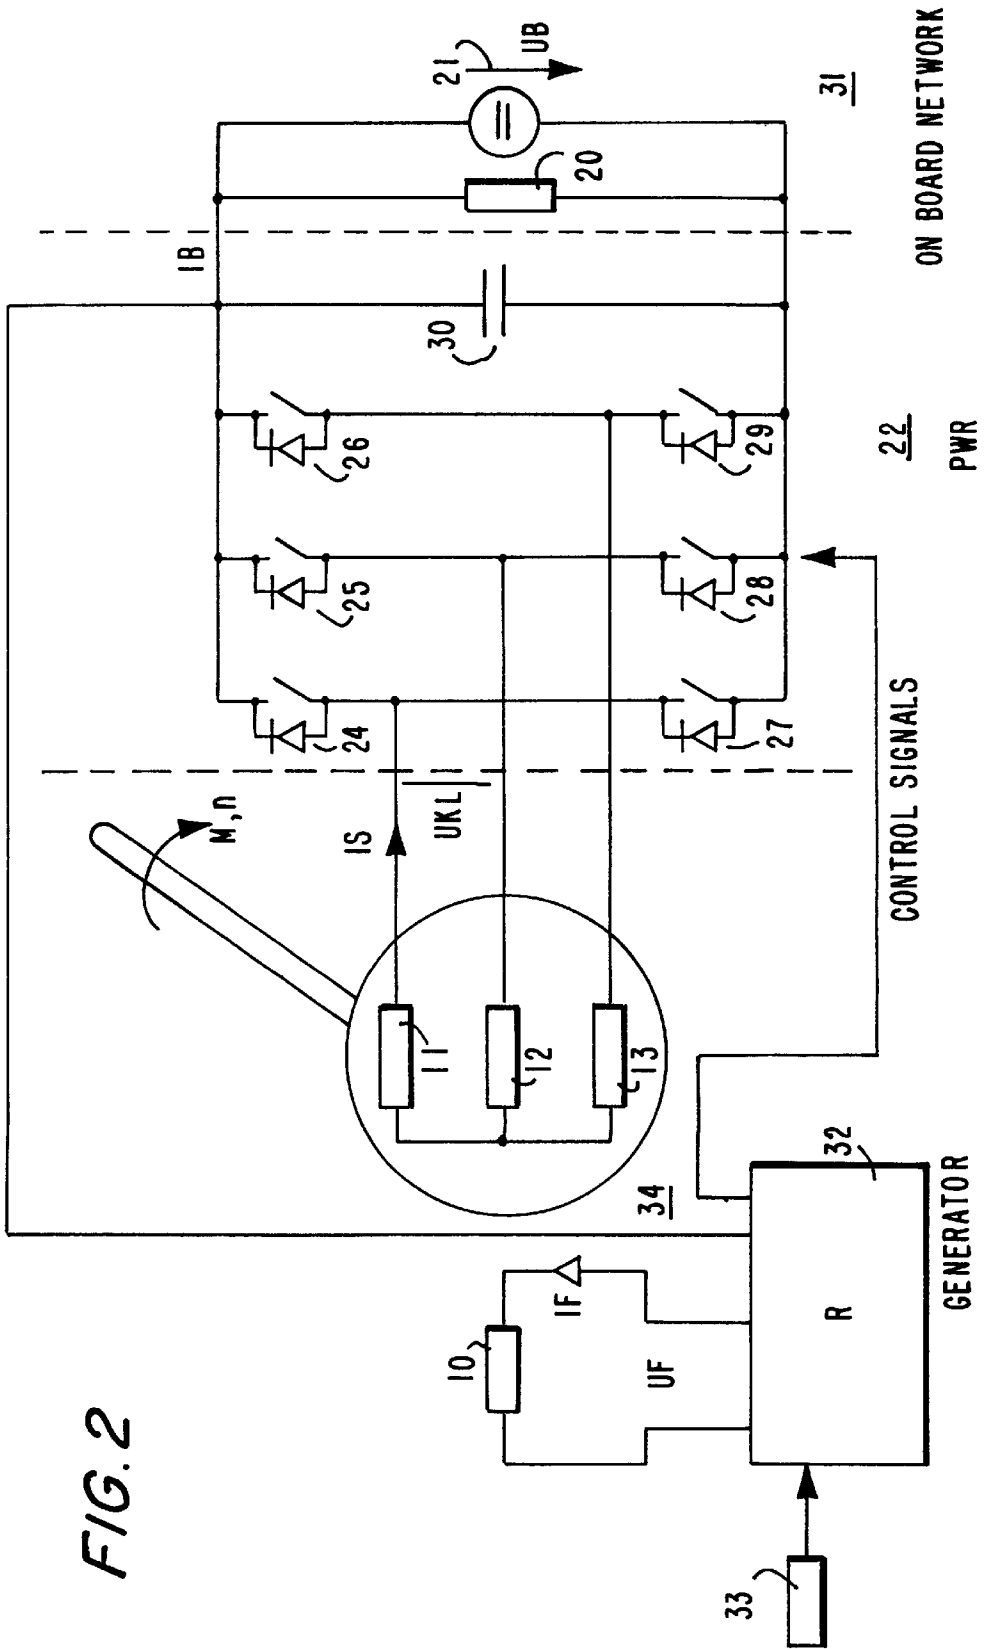 FIG. 2
33
10
UF
IF
R
32
GENERATOR
34
11
12
13
M,n
IS
UKL
CONTROL SIGNALS
24
25
26
27
28
29
22
PWR
30
IB
20
21
UB
31
ON BOARD NETWORK